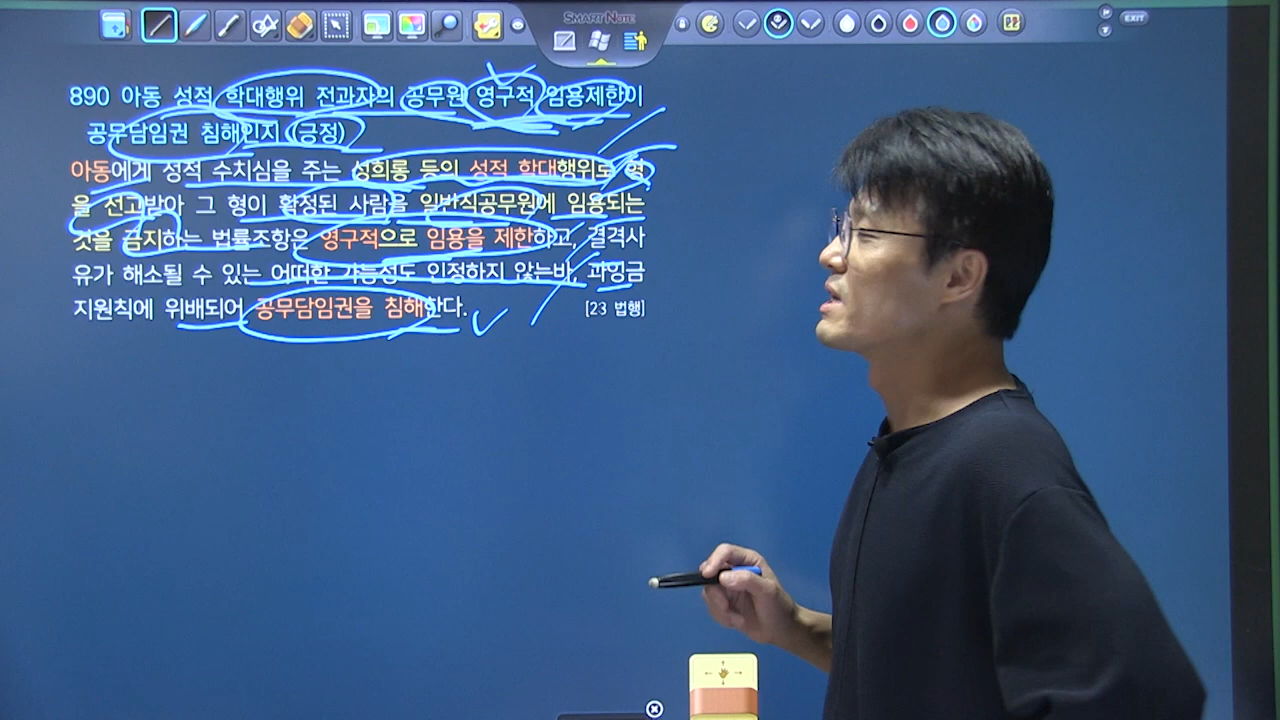 SMART NOTE
EXIT
890 아동 성적 학대행위 전과자의 공무원 영구적 임용제한이
공무담임권 침해인지 (긍정)
아동에게 성적 수치심을 주는 성희롱 등의 성적 학대행위로 형
을 선고받아 그 형이 확정된 사람을 일반직공무원에 임용되는
것을 금지하는 법률조항은 영구적으로 임용을 제한하고, 결격사
유가 해소될 수 있는 어떠한 가능성도 인정하지 않는바, 과잉금
지원칙에 위배되어 공무담임권을 침해한다. [23 법행]